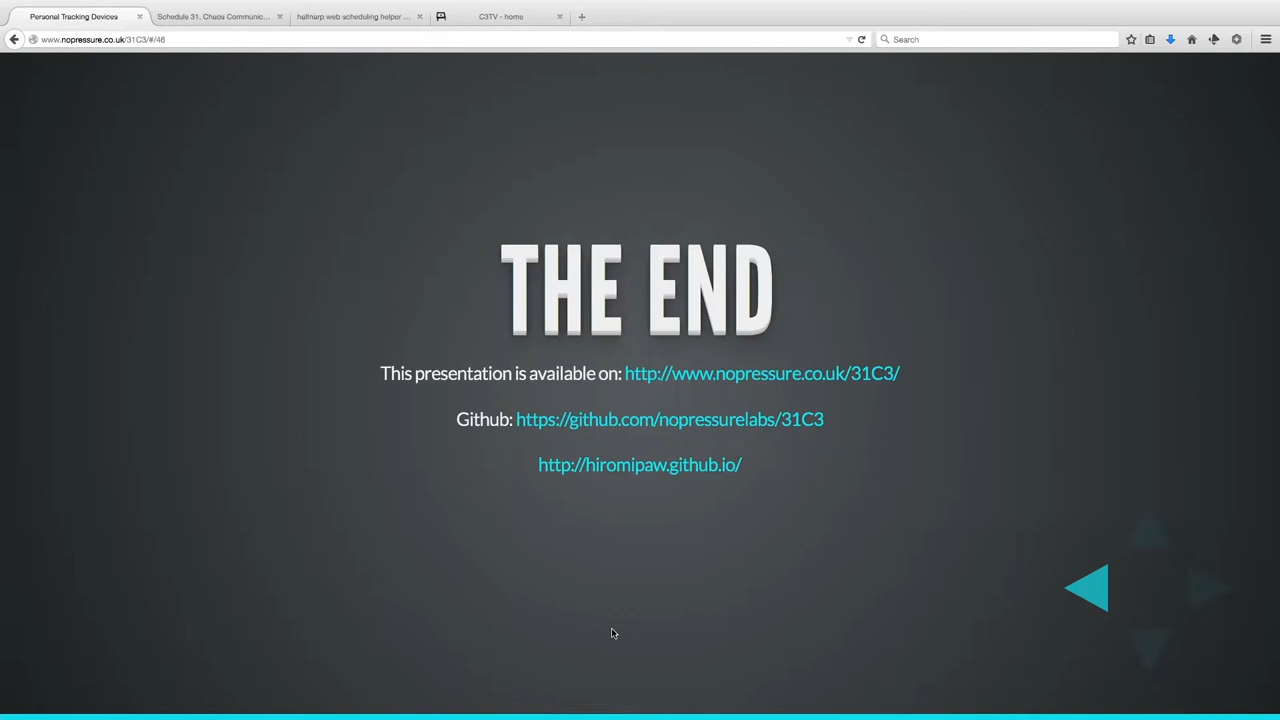 Personal Tracking Devices
Schedule 31. Chaos Communic...
halfnarp web scheduling helper ...
C3TV - home
www.nopressure.co.uk/31C3/#/46
Search
THE END
This presentation is available on: http://www.nopressure.co.uk/31C3/
Github: https://github.com/nopressurelabs/31C3
http://hiromipaw.github.io/